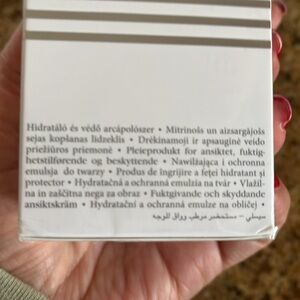 Hidratáló és védő arcápolószer • Mitrinošs un aizsargājošs
sejas kopšanas līdzeklis • Drėkinamoji ir apsauginė veido
priežiūros priemonė • Pleieprodukt for ansiktet, fuktig-
hetstilførende og beskyttende • Nawilżająca i ochronna
emulsja do twarzy • Produs de îngrijire a feței hidratant și
protector • Hydratačná a ochranná emulzia na tvár • Vlažil-
na in zaščitna nega za obraz • Fuktgivande och skyddande
ansiktskräm • Hydratační a ochranné emulze na obličej •
سيسلي - مستحضر مرطب وواق للوجه